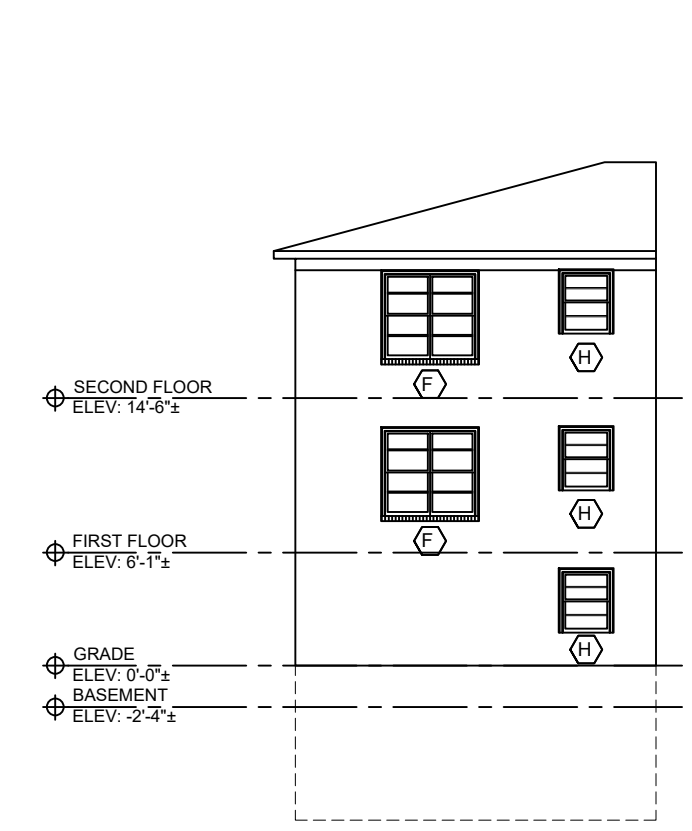 H
F
SECOND FLOOR
ELEV: 14'-6"±
H
F
FIRST FLOOR
ELEV: 6'-1"±
H
GRADE
ELEV: 0'-0"±
BASEMENT
ELEV: -2'-4"±